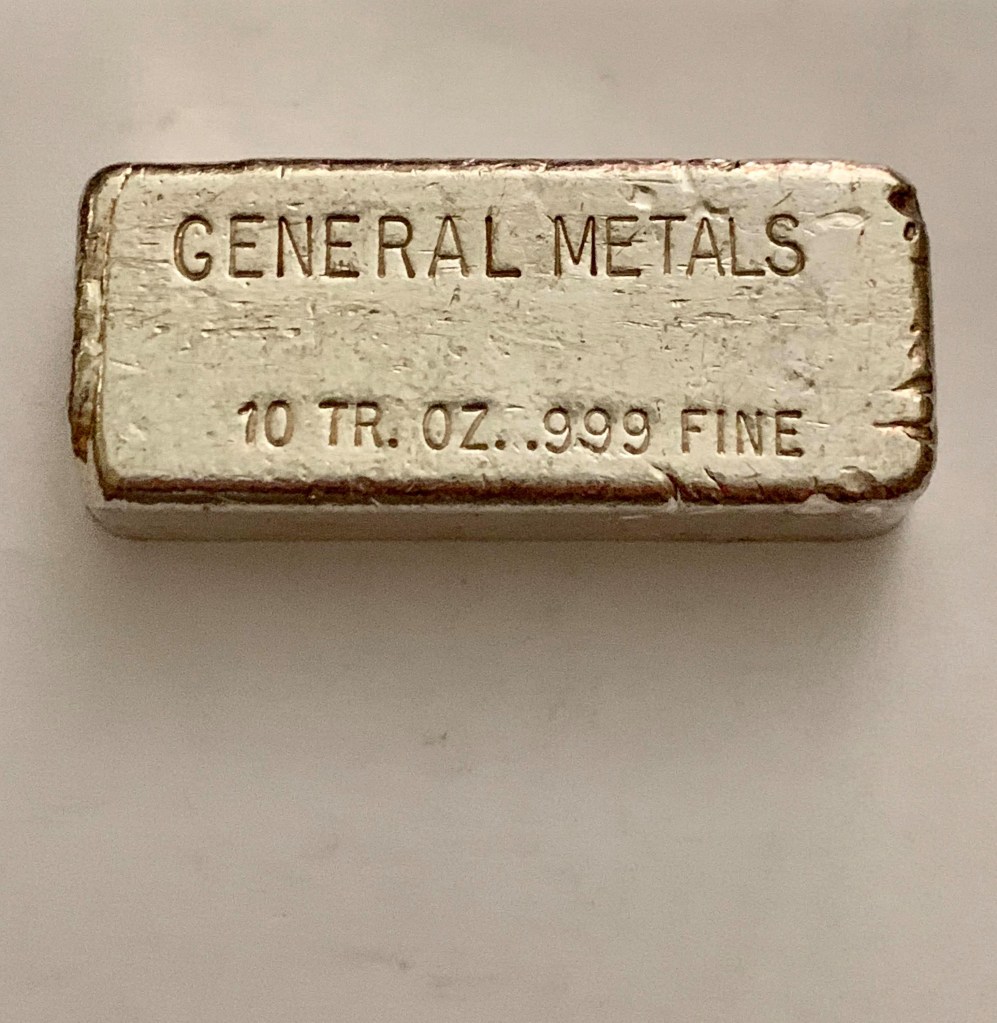 GENERAL METALS
10 TR. OZ. .999 FINE